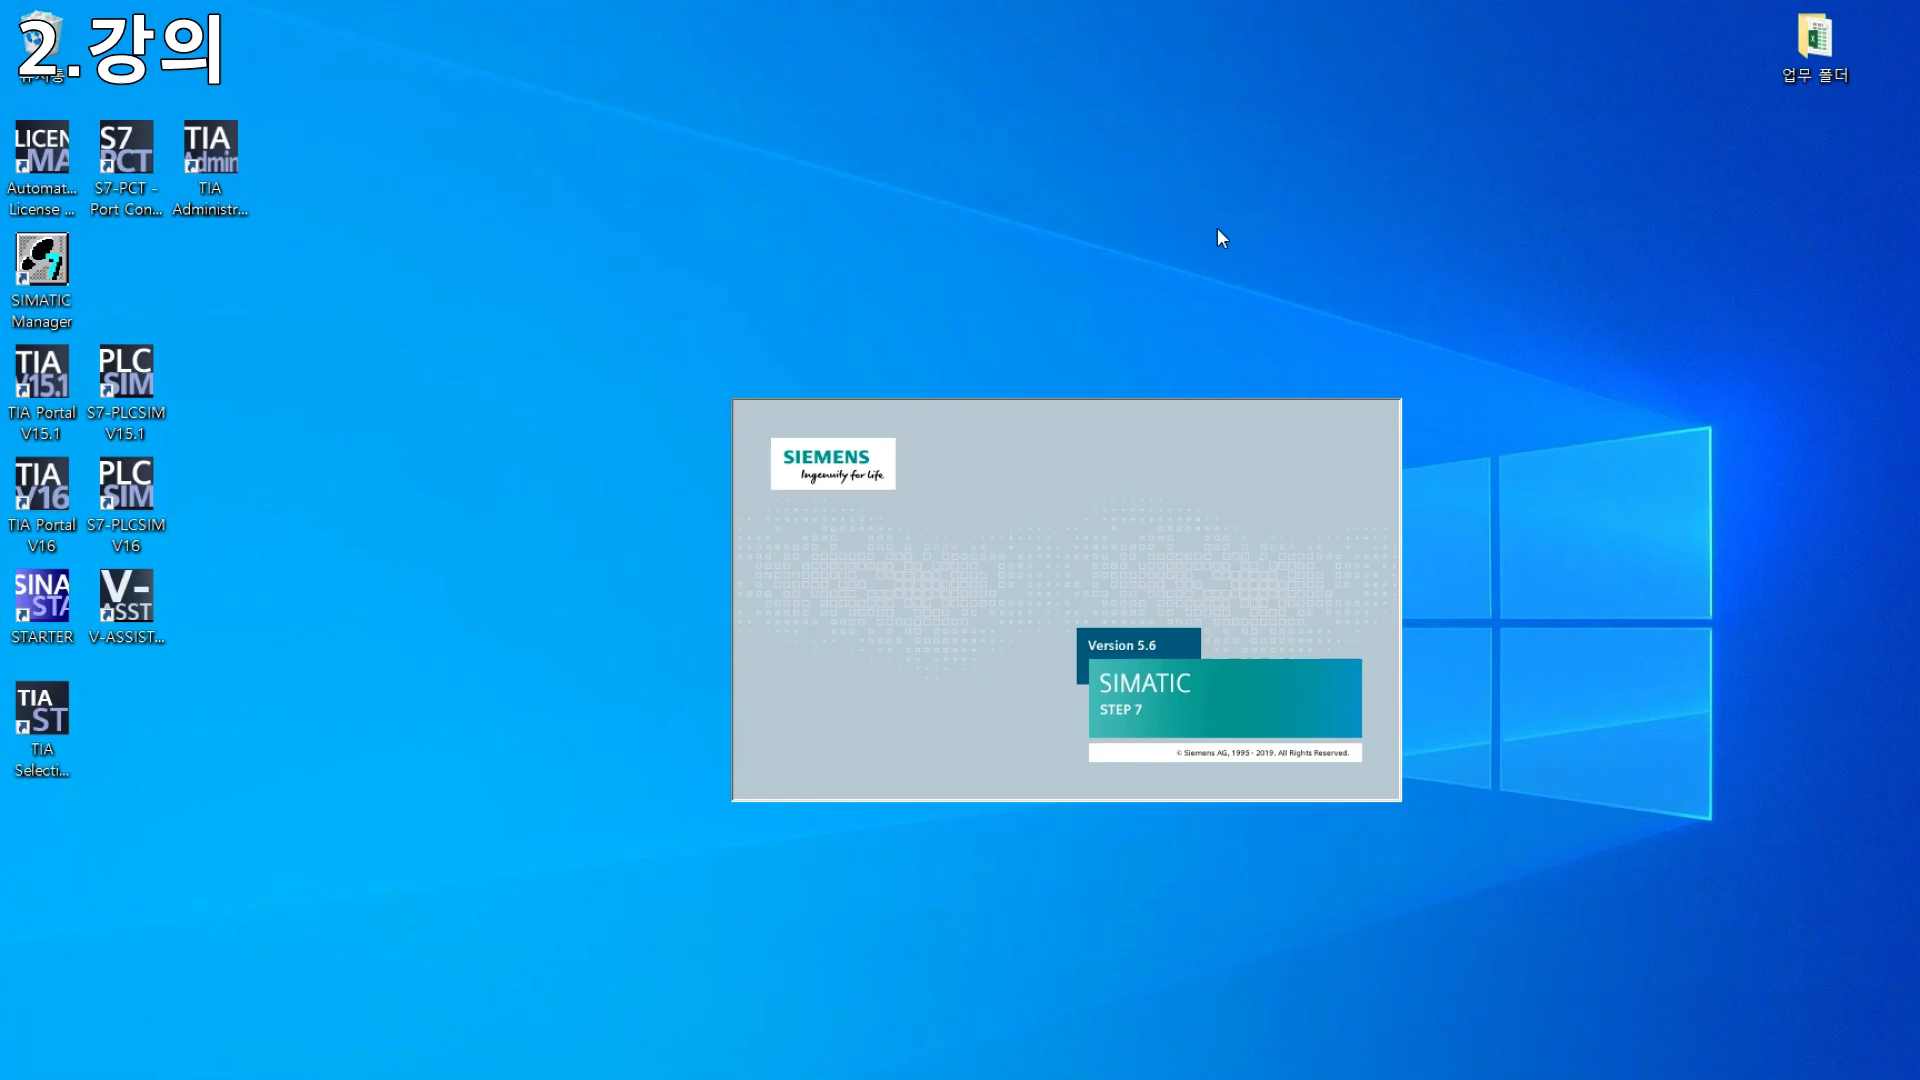 2.강의
업무 폴더
LICEN
MA
Automat...
License ...
S7
PCT
S7-PCT -
Port Con...
TIA
Admin
TIA
Administr...
SIMATIC
Manager
TIA
V15.1
TIA Portal
V15.1
PLC
SIM
S7-PLCSIM
V15.1
TIA
V16
TIA Portal
V16
PLC
SIM
S7-PLCSIM
V16
SINA
STA
STARTER
V-
ASST
V-ASSIST...
TIA
ST
TIA
Selecti...
SIEMENS
Ingenuity for life
Version 5.6
SIMATIC
STEP 7
© Siemens AG, 1995 - 2019. All Rights Reserved.